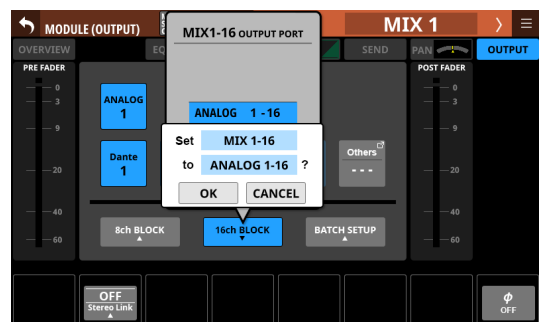 MODULE (OUTPUT)
MIX 1
OVERVIEW
EQ
SEND
PAN
OUTPUT
MIX1-16 OUTPUT PORT
ANALOG 1 -16
PRE FADER
0
3
9
20
40
60
ANALOG
1
Dante
1
Others
- - -
Set MIX 1-16
to ANALOG 1-16 ?
OK CANCEL
8ch BLOCK
16ch BLOCK
BATCH SETUP
POST FADER
0
3
9
20
40
60
OFF
Stereo Link
φ
OFF